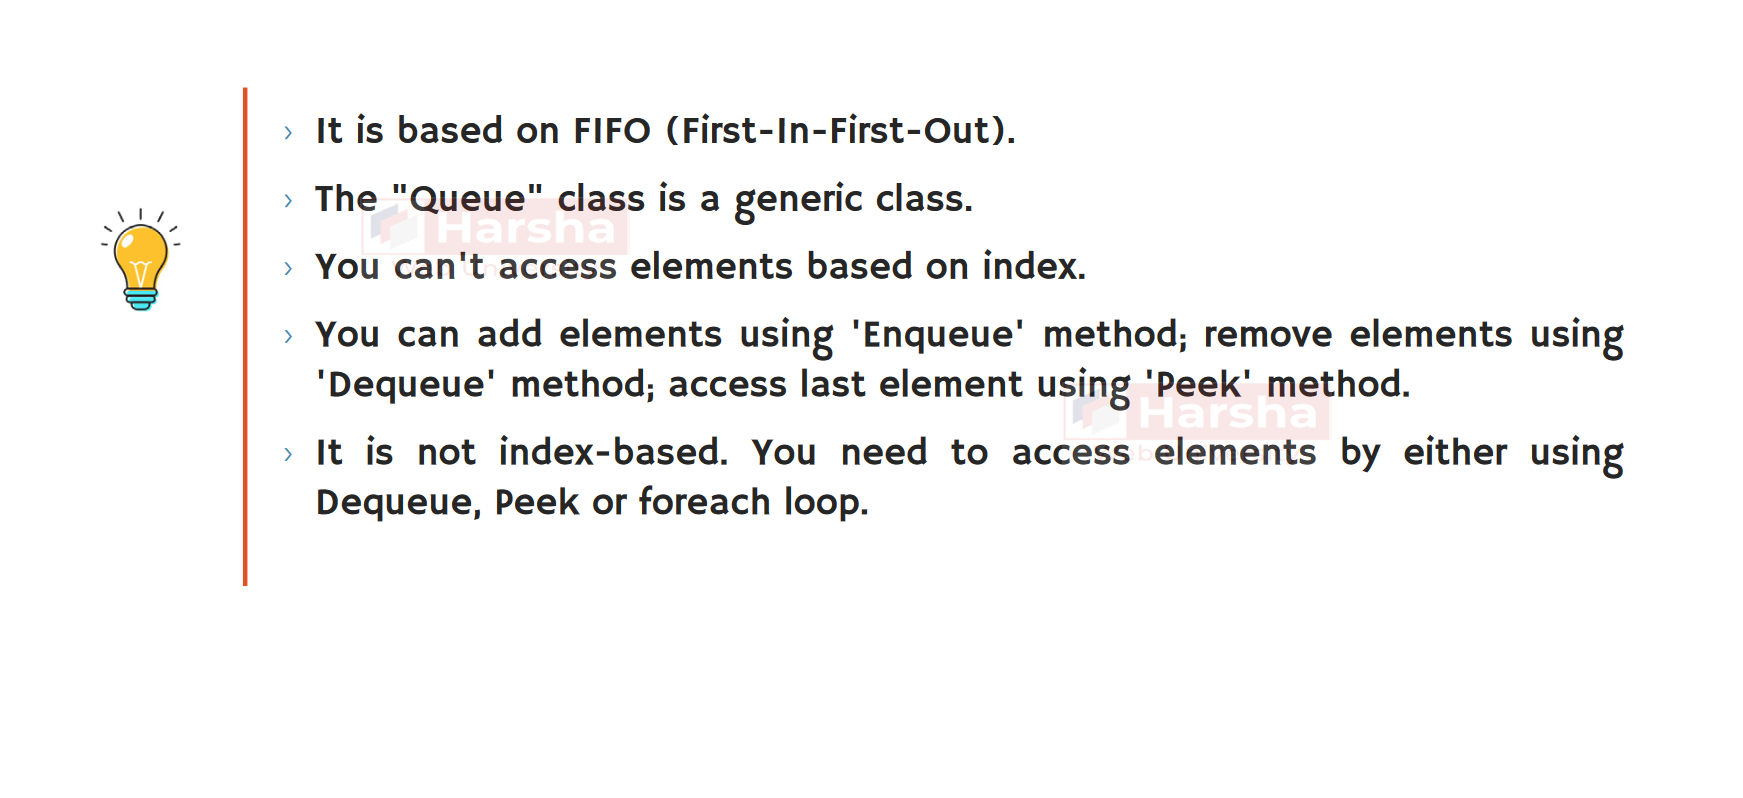 › It is based on FIFO (First-In-First-Out).
› The "Queue" class is a generic class.
Harsha
› You can't access elements based on index.
› You can add elements using 'Enqueue' method; remove elements using
'Dequeue' method; access last element using 'Peek' method.
Harsha
› It is not index-based. You need to access elements by either using
Dequeue, Peek or foreach loop.